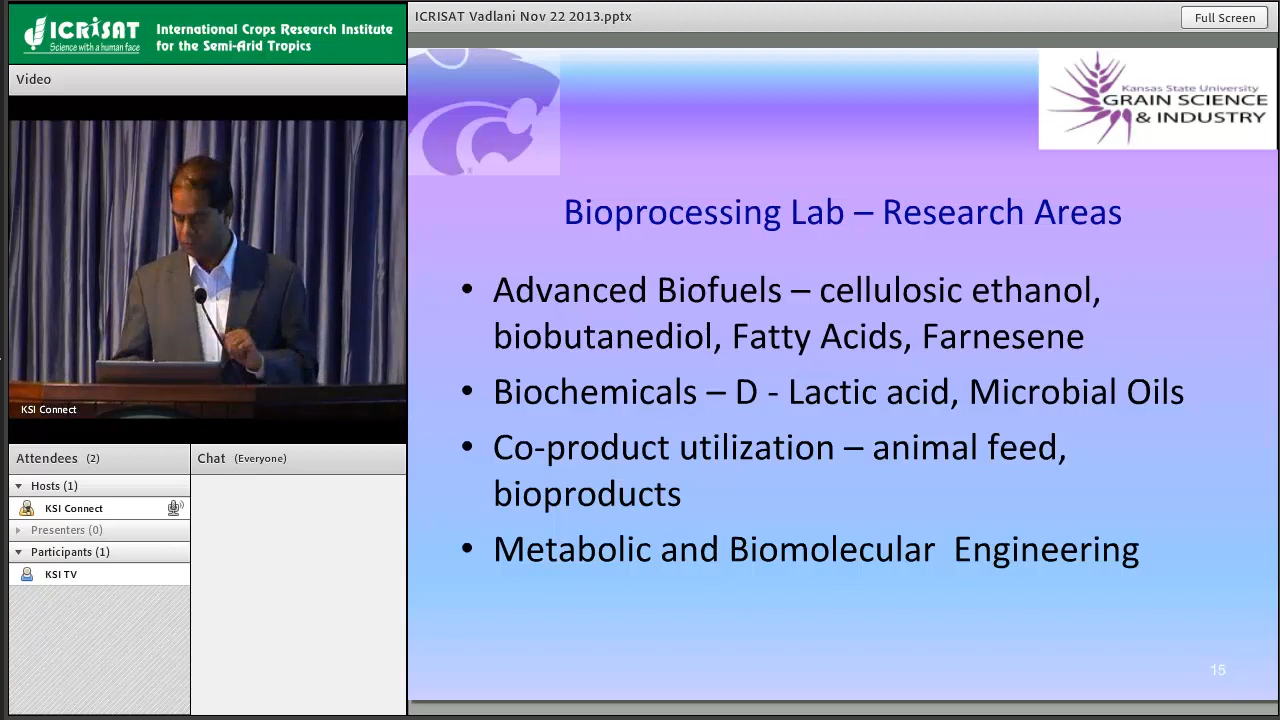 ICRISAT
Science with a human face
International Crops Research Institute
for the Semi-Arid Tropics
Video
KSI Connect
Attendees (2)
Hosts (1)
KSI Connect
Presenters (0)
Participants (1)
KSI TV
Chat (Everyone)
ICRISAT Vadlani Nov 22 2013.pptx
Full Screen
Kansas State University
GRAIN SCIENCE
& INDUSTRY
Bioprocessing Lab – Research Areas
• Advanced Biofuels – cellulosic ethanol,
biobutanediol, Fatty Acids, Farnesene
• Biochemicals – D - Lactic acid, Microbial Oils
• Co-product utilization – animal feed,
bioproducts
• Metabolic and Biomolecular  Engineering
15